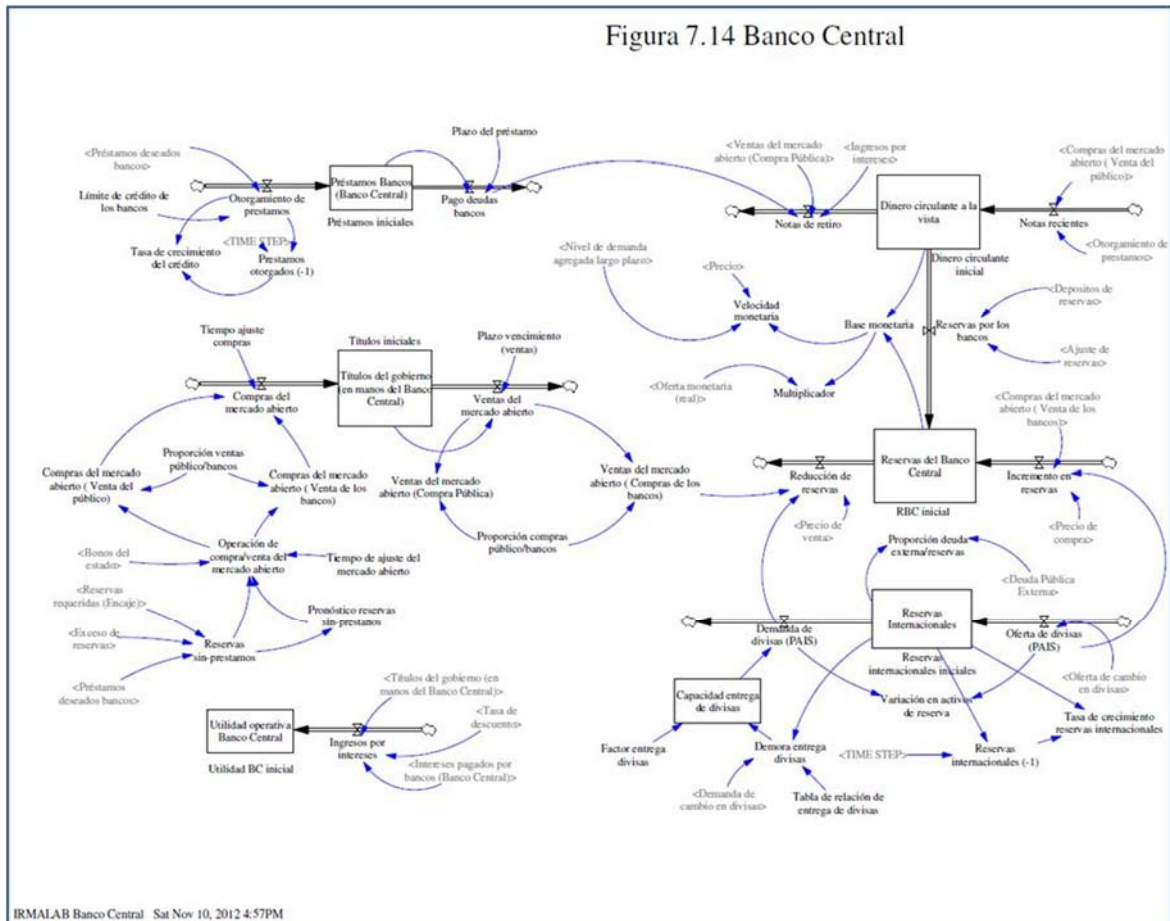 Figura 7.14 Banco Central
<Préstamos deseados
bancos>
Límite de crédito de
los bancos
Otorgamiento de
prestamos
Préstamos Bancos
(Banco Central)
Préstamos iniciales
Plazo del préstamo
Pago deudas
bancos
<TIME STEP>
Tasa de crecimiento
del crédito
Prestamos
otorgados (-1)
<Ventas del mercado
abierto (Compra Pública)>
<Ingresos por
intereses>
Notas de retiro
Dinero circulante a la
vista
Dinero circulante
inicial
<Compras del mercado
abierto ( Venta del
público)>
Notas recientes
<Otorgamiento de
prestamos>
<Nivel de demanda
agregada largo plazo>
<Precio>
Velocidad
monetaria
Base monetaria
Reservas por los
bancos
<Depositos de
reservas>
<Ajuste de
reservas>
<Oferta monetaria
(real)>
Multiplicador
Tiempo ajuste
compras
Títulos iniciales
Títulos del gobierno
(en manos del Banco
Central)
Plazo vencimiento
(ventas)
Compras del
mercado abierto
Ventas del
mercado abierto
Proporción ventas
público/bancos
Compras del mercado
abierto ( Venta del
público)
Compras del mercado
abierto ( Venta de los
bancos)
Ventas del mercado
abierto (Compra Pública)
Ventas del mercado
abierto ( Compras de los
bancos)
Proporción compras
público/bancos
<Compras del mercado
abierto ( Venta de los
bancos)>
Reducción de
reservas
Reservas del Banco
Central
RBC inicial
Incremento en
reservas
<Precio de
venta>
<Precio de
compra>
Operación de
compra/venta del
mercado abierto
<Bonos del
estado>
Tiempo de ajuste del
mercado abierto
<Reservas
requeridas (Encaje)>
<Exceso de
reservas>
Reservas
sin-prestamos
Pronóstico reservas
sin-prestanos
<Préstamos
deseados bancos>
Proporción deuda
externa/reservas
<Deuda Pública
Externa>
Demanda de
divisas (PAIS)
Reservas
Internacionales
Reservas
internacionales iniciales
Oferta de divisas
(PAIS)
<Oferta de cambio
en divisas>
Capacidad entrega
de divisas
Variación en activos
de reserva
Tasa de crecimiento
reservas internacionales
Factor entrega
divisas
Demora entrega
divisas
<TIME STEP>
Reservas
internacionales (-1)
<Demanda de
cambio en divisas>
Tabla de relación de
entrega de divisas
<Títulos del gobierno (en
manos del Banco Central)>
<Tasa de
descuento>
Utilidad operativa
Banco Central
Utilidad BC inicial
Ingresos por
intereses
<Intereses pagados por
bancos (Banco Central)>
IRMALAB Banco Central Sat Nov 10, 2012 4:57PM